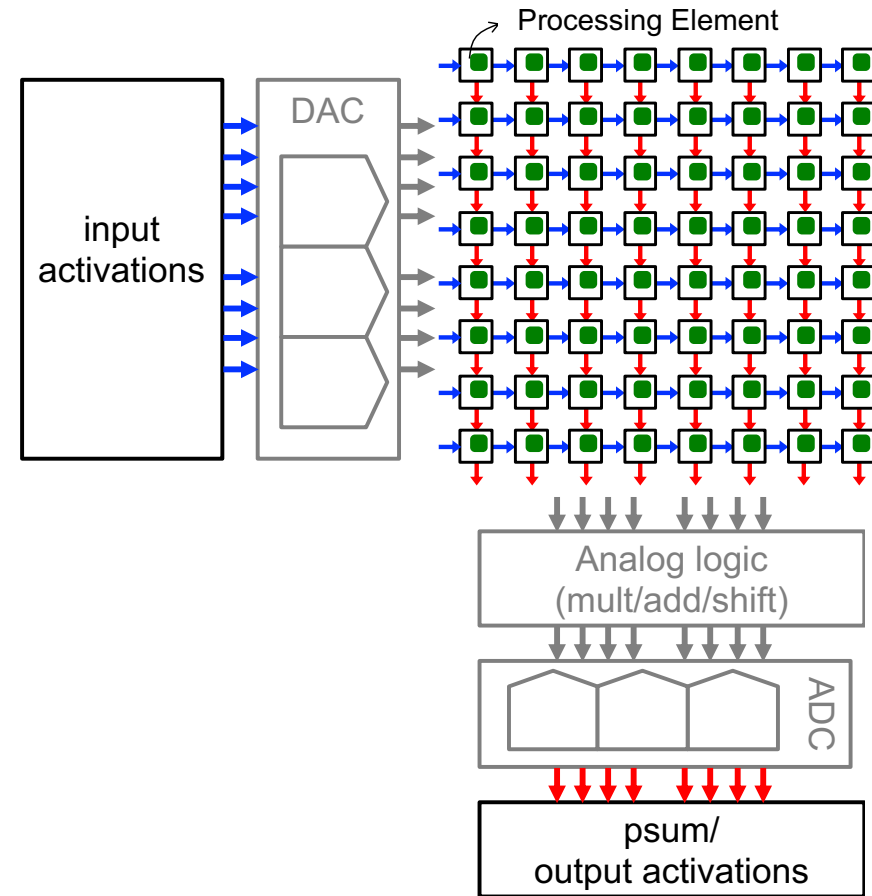 Processing Element
DAC
input
activations
Analog logic
(mult/add/shift)
ADC
psum/
output activations